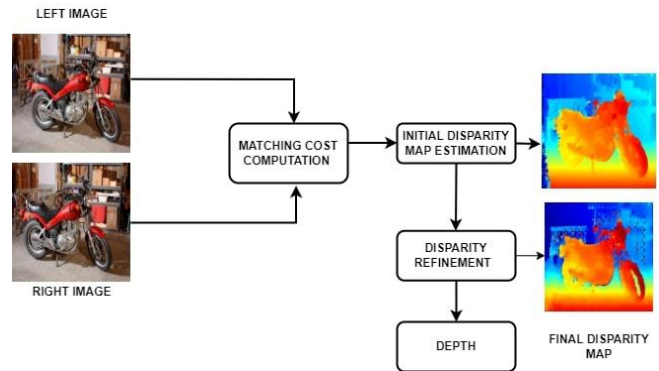 LEFT IMAGE
MATCHING COST
COMPUTATION
INITIAL DISPARITY
MAP ESTIMATION
DISPARITY
REFINEMENT
RIGHT IMAGE
DEPTH
FINAL DISPARITY
MAP